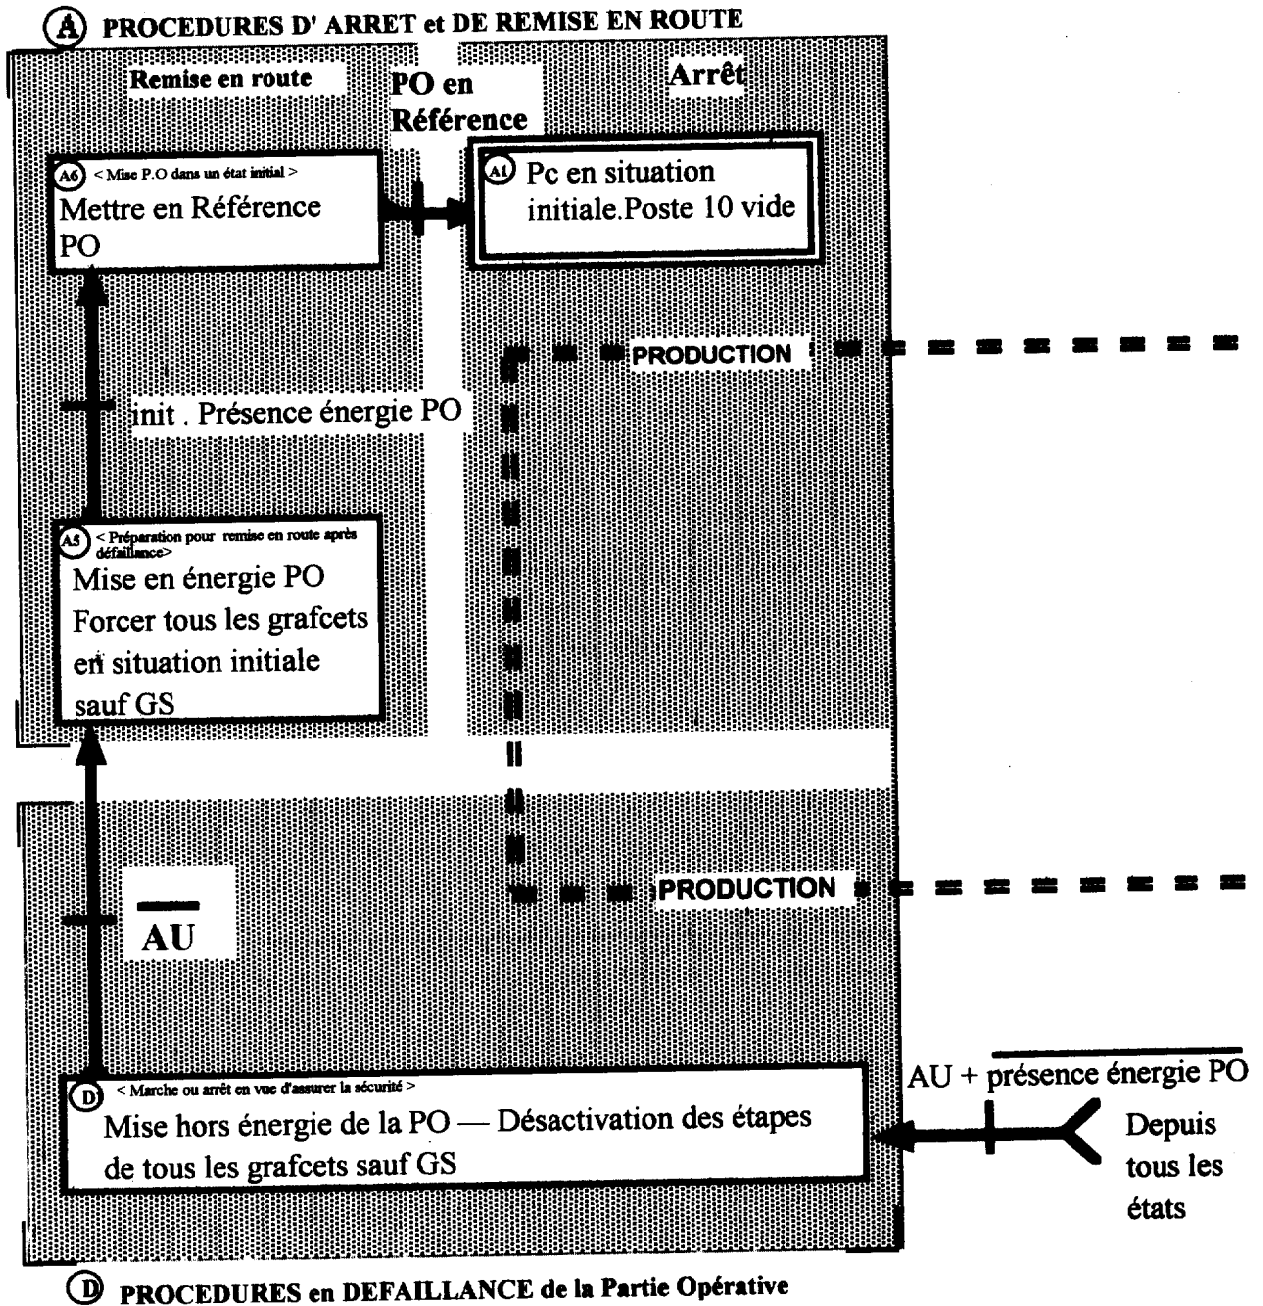 A PROCEDURES D' ARRET et DE REMISE EN ROUTE
Remise en route
PO en
Référence
Arrêt
A6 < Mise P.O dans un état initial >
Mettre en Référence
PO
A1 Pc en situation
initiale.Poste 10 vide
PRODUCTION
init . Présence énergie PO
A5 < Préparation pour remise en route après
défaillance>
Mise en énergie PO
Forcer tous les grafcets
en situation initiale
sauf GS
PRODUCTION
AU
AU + présence énergie PO
D1 < Marche ou arrêt en vue d'assurer la sécurité >
Mise hors énergie de la PO — Désactivation des étapes
de tous les grafcets sauf GS
Depuis
tous les
états
D PROCEDURES en DEFAILLANCE de la Partie Opérative